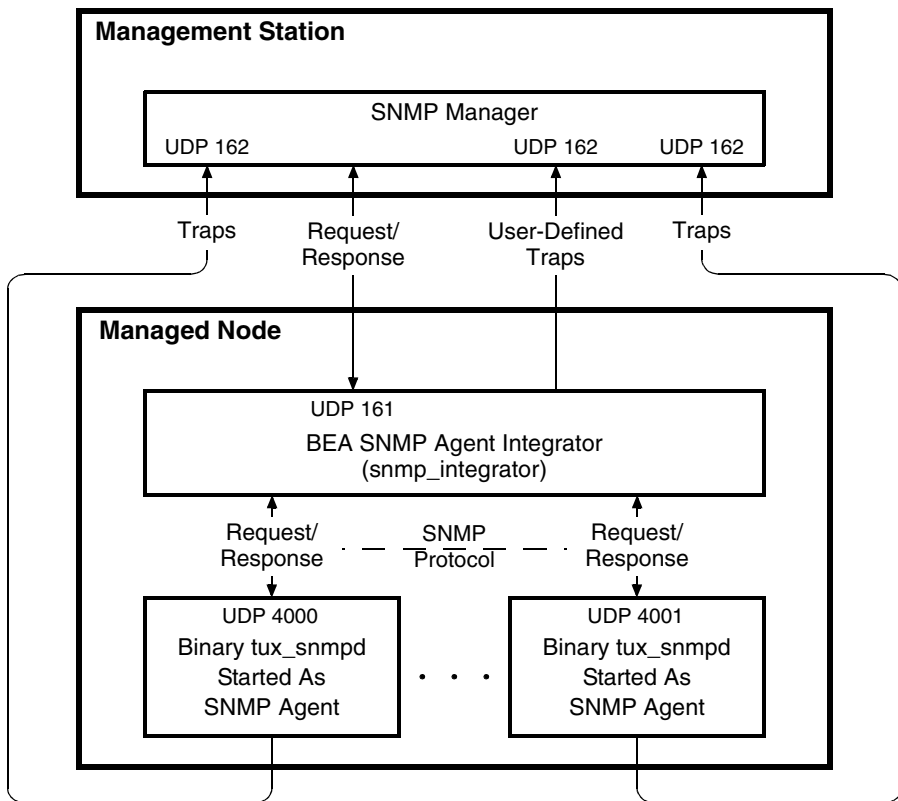 Management Station
SNMP Manager
UDP 162
UDP 162
UDP 162
Traps
Request/
Response
User-Defined
Traps
Traps
Managed Node
UDP 161
BEA SNMP Agent Integrator
(snmp_integrator)
Request/
Response
SNMP
Protocol
Request/
Response
UDP 4000
Binary tux_snmpd
Started As
SNMP Agent
. . .
UDP 4001
Binary tux_snmpd
Started As
SNMP Agent